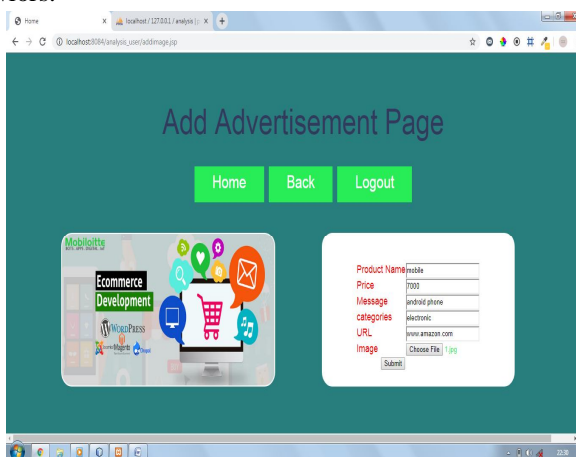 Home
localhost / 127.0.0.1 / analysis | p
localhost:8084/analysis_user/addimage.jsp
Add Advertisement Page
Home Back Logout
Mobiloitte
Ecommerce
Development
WORDPRESS
Magento Drupal
Product Name mobile
Price 7000
Message android phone
categories electronic
URL www.amazon.com
Image Choose File 1.jpg
Submit
22:30